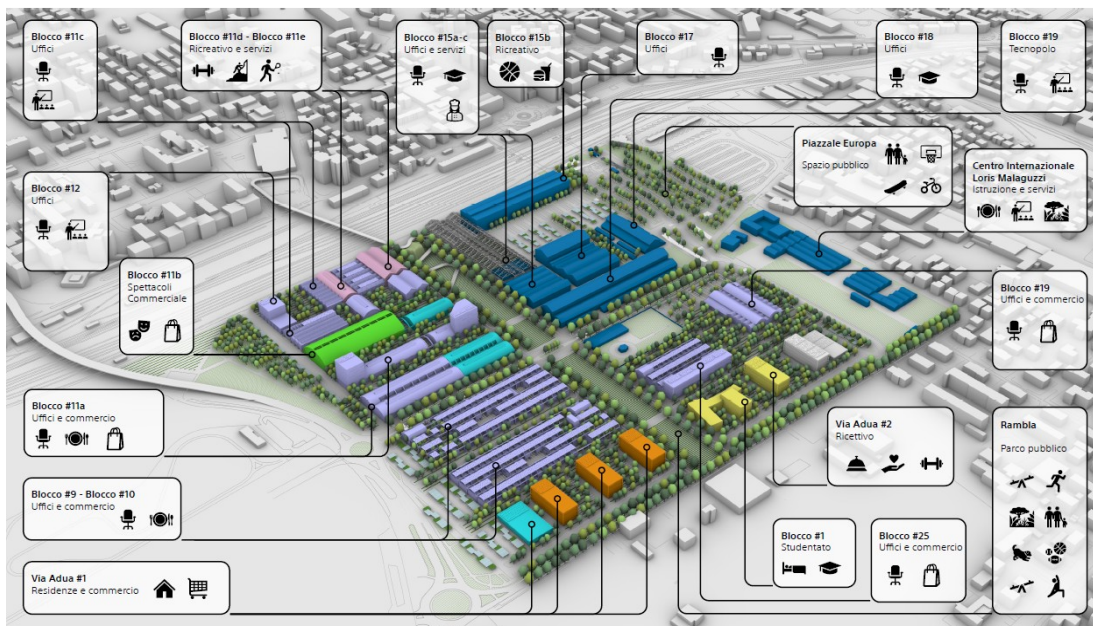 Blocco #11c
Uffici
Blocco #11d - Blocco #11e
Ricreativo e servizi
Blocco #15a-c
Uffici e servizi
Blocco #15b
Ricreativo
Blocco #17
Uffici
Blocco #18
Uffici
Blocco #19
Tecnopolo
Piazzale Europa
Spazio pubblico
Centro Internazionale
Loris Malaguzzi
Istruzione e servizi
Blocco #12
Uffici
Blocco #11b
Spettacoli
Commerciale
Blocco #19
Uffici e commercio
Blocco #11a
Uffici e commercio
Via Adua #2
Ricettivo
Rambla
Parco pubblico
Blocco #9 - Blocco #10
Uffici e commercio
Blocco #1
Studentato
Blocco #25
Uffici e commercio
Via Adua #1
Residenze e commercio